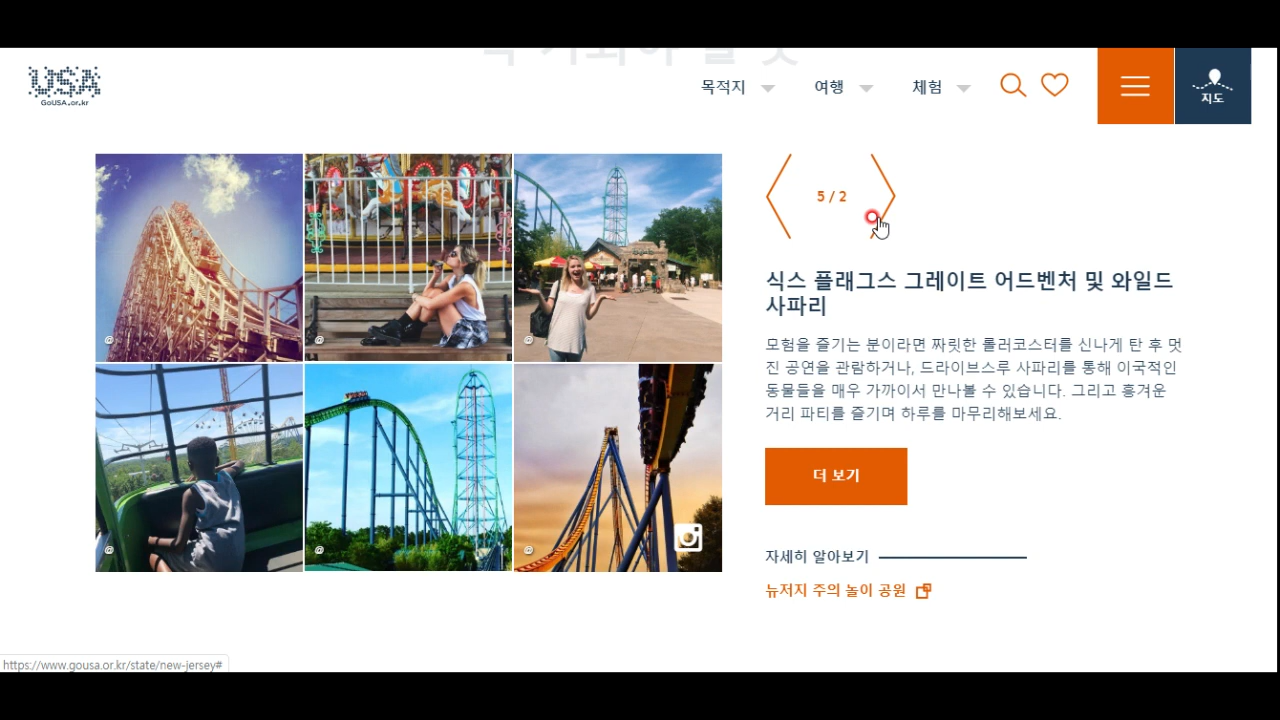 꼭 가봐야 할 곳
USA
GoUSA.or.kr
목적지
여행
체험
지도
5 / 2
식스 플래그스 그레이트 어드벤처 및 와일드
사파리
모험을 즐기는 분이라면 짜릿한 롤러코스터를 신나게 탄 후 멋
진 공연을 관람하거나, 드라이브스루 사파리를 통해 이국적인
동물들을 매우 가까이서 만나볼 수 있습니다. 그리고 흥겨운
거리 파티를 즐기며 하루를 마무리해보세요.
@
@
@
@
@
@
더 보기
자세히 알아보기
뉴저지 주의 놀이 공원
https://www.gousa.or.kr/state/new-jersey#